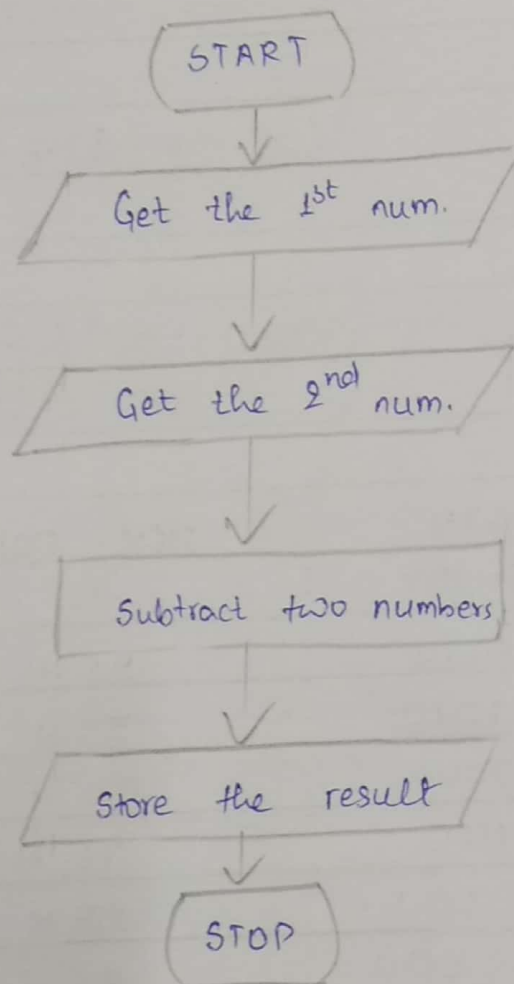 START
Get the 1st num.
Get the 2nd num.
Subtract two numbers
Store the result
STOP